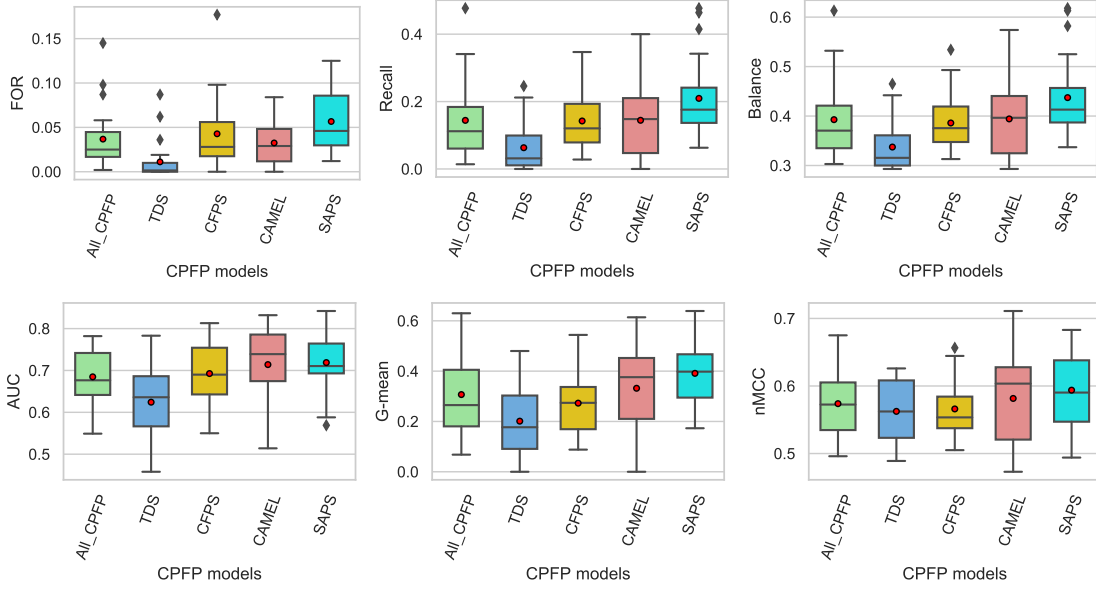 FOR
0.15
0.10
0.05
0.00
All_CPFP
TDS
CFPS
CAMEL
SAPS
CPFP models
Recall
0.4
0.2
0.0
All_CPFP
TDS
CFPS
CAMEL
SAPS
CPFP models
Balance
0.6
0.5
0.4
0.3
All_CPFP
TDS
CFPS
CAMEL
SAPS
CPFP models
AUC
0.8
0.7
0.6
0.5
All_CPFP
TDS
CFPS
CAMEL
SAPS
CPFP models
G-mean
0.6
0.4
0.2
0.0
All_CPFP
TDS
CFPS
CAMEL
SAPS
CPFP models
nMCC
0.7
0.6
0.5
All_CPFP
TDS
CFPS
CAMEL
SAPS
CPFP models